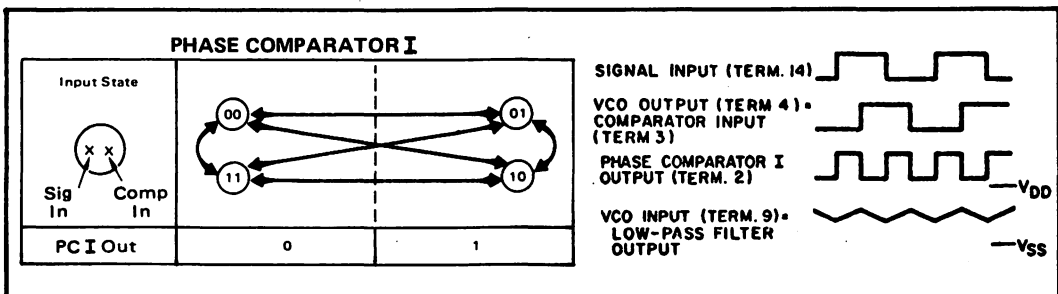 PHASE COMPARATOR I
Input State
x x
Sig In
Comp In
00
01
11
10
PC I Out
0
1
SIGNAL INPUT (TERM. 14)
VCO OUTPUT (TERM 4) =
COMPARATOR INPUT
(TERM 3)
PHASE COMPARATOR I
OUTPUT (TERM. 2)
VDD
VCO INPUT (TERM. 9) =
LOW-PASS FILTER
OUTPUT
VSS